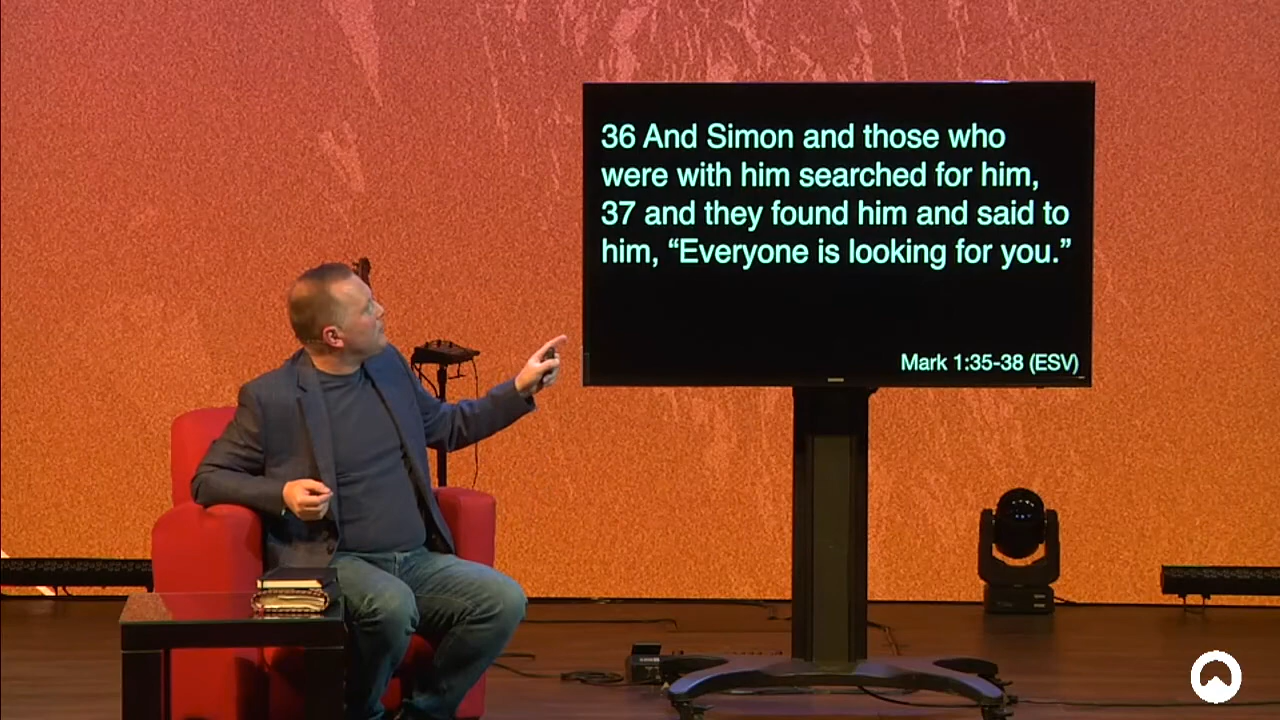 36 And Simon and those who
were with him searched for him,
37 and they found him and said to
him, “Everyone is looking for you.”
Mark 1:35-38 (ESV)